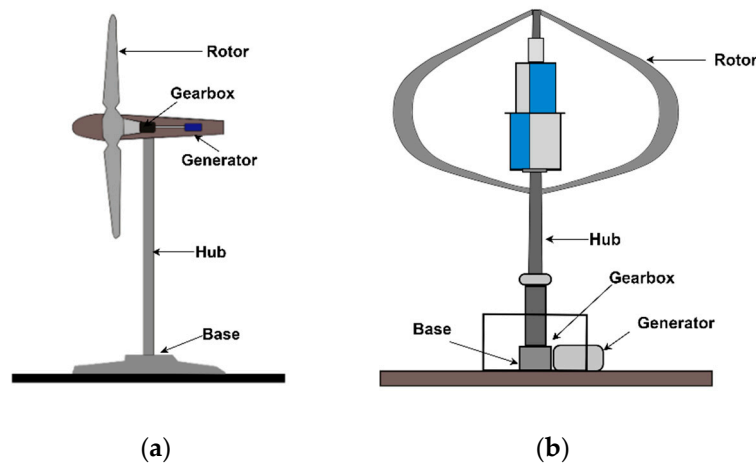 Rotor
Gearbox
Generator
Hub
Base
(a)
Rotor
Hub
Gearbox
Base
Generator
(b)